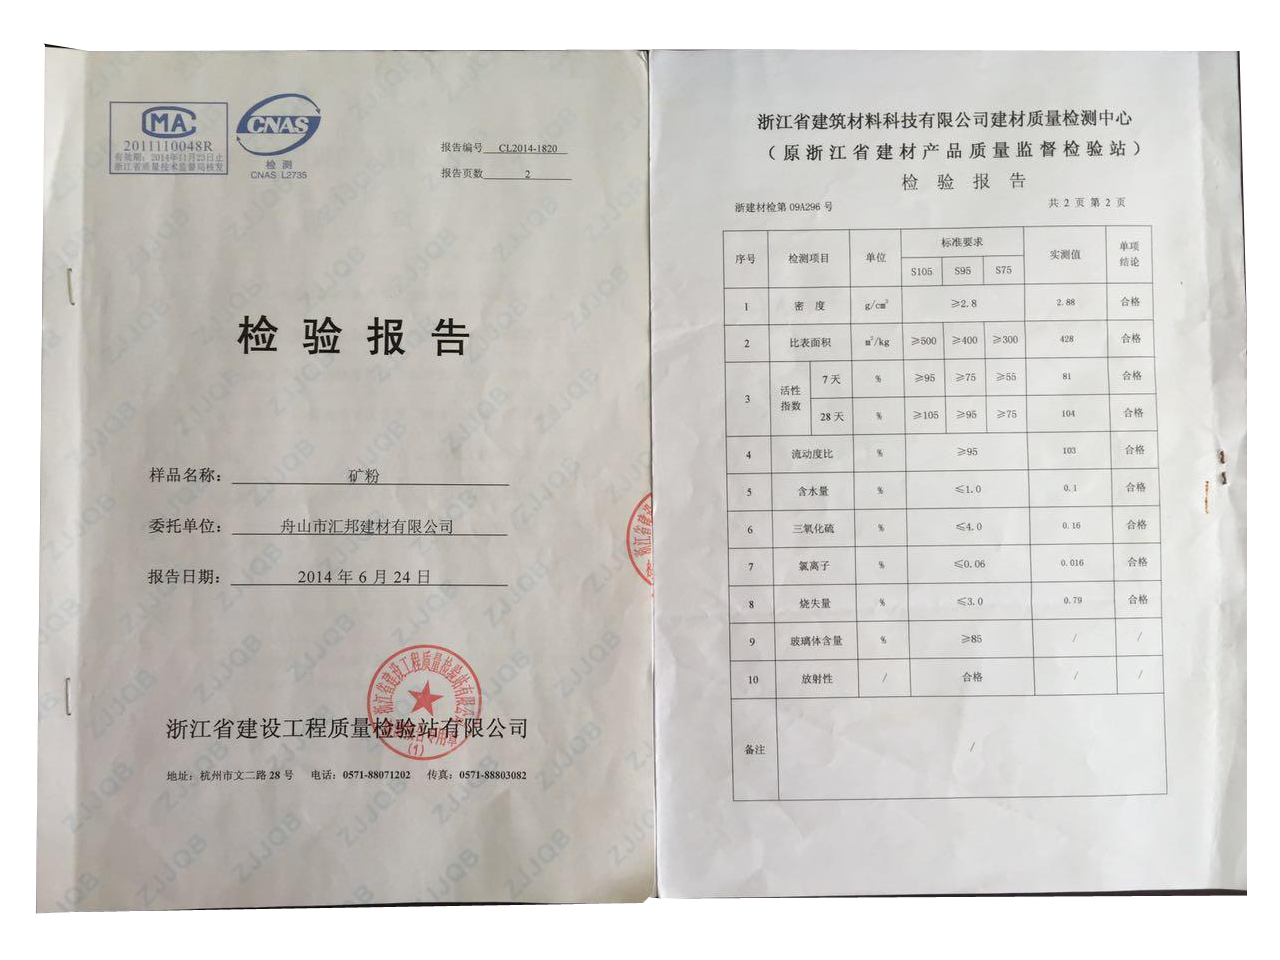 CMA
2011110048R
有效期：2014年11月23日止
浙江省质量技术监督局核发
CNAS
检 测
CNAS L2735
报告编号 CL2014-1820
报告页数 2
检验报告
样品名称： 矿粉
委托单位： 舟山市汇邦建材有限公司
报告日期： 2014 年 6 月 24 日
浙江省建设工程质量检验站有限公司
(1)
地址：杭州市文二路 28 号 电话：0571-88071202 传真：0571-88803082
浙江省建筑材料科技有限公司建材质量检测中心
（原浙江省建材产品质量监督检验站）
检 验 报 告
浙建材检第 09A296 号 共 2 页 第 2 页
序号 检测项目 单位 标准要求 实测值 单项结论
S105 S95 S75
1 密 度 g/cm³ ≥2.8 2.88 合格
2 比表面积 m²/kg ≥500 ≥400 ≥300 428 合格
3 活性指数 7 天 % ≥95 ≥75 ≥55 81 合格
28 天 % ≥105 ≥95 ≥75 104 合格
4 流动度比 % ≥95 103 合格
5 含水量 % ≤1.0 0.1 合格
6 三氧化硫 % ≤4.0 0.16 合格
7 氯离子 % ≤0.06 0.016 合格
8 烧失量 % ≤3.0 0.79 合格
9 玻璃体含量 % ≥85 / /
10 放射性 / 合格 / /
备注 /